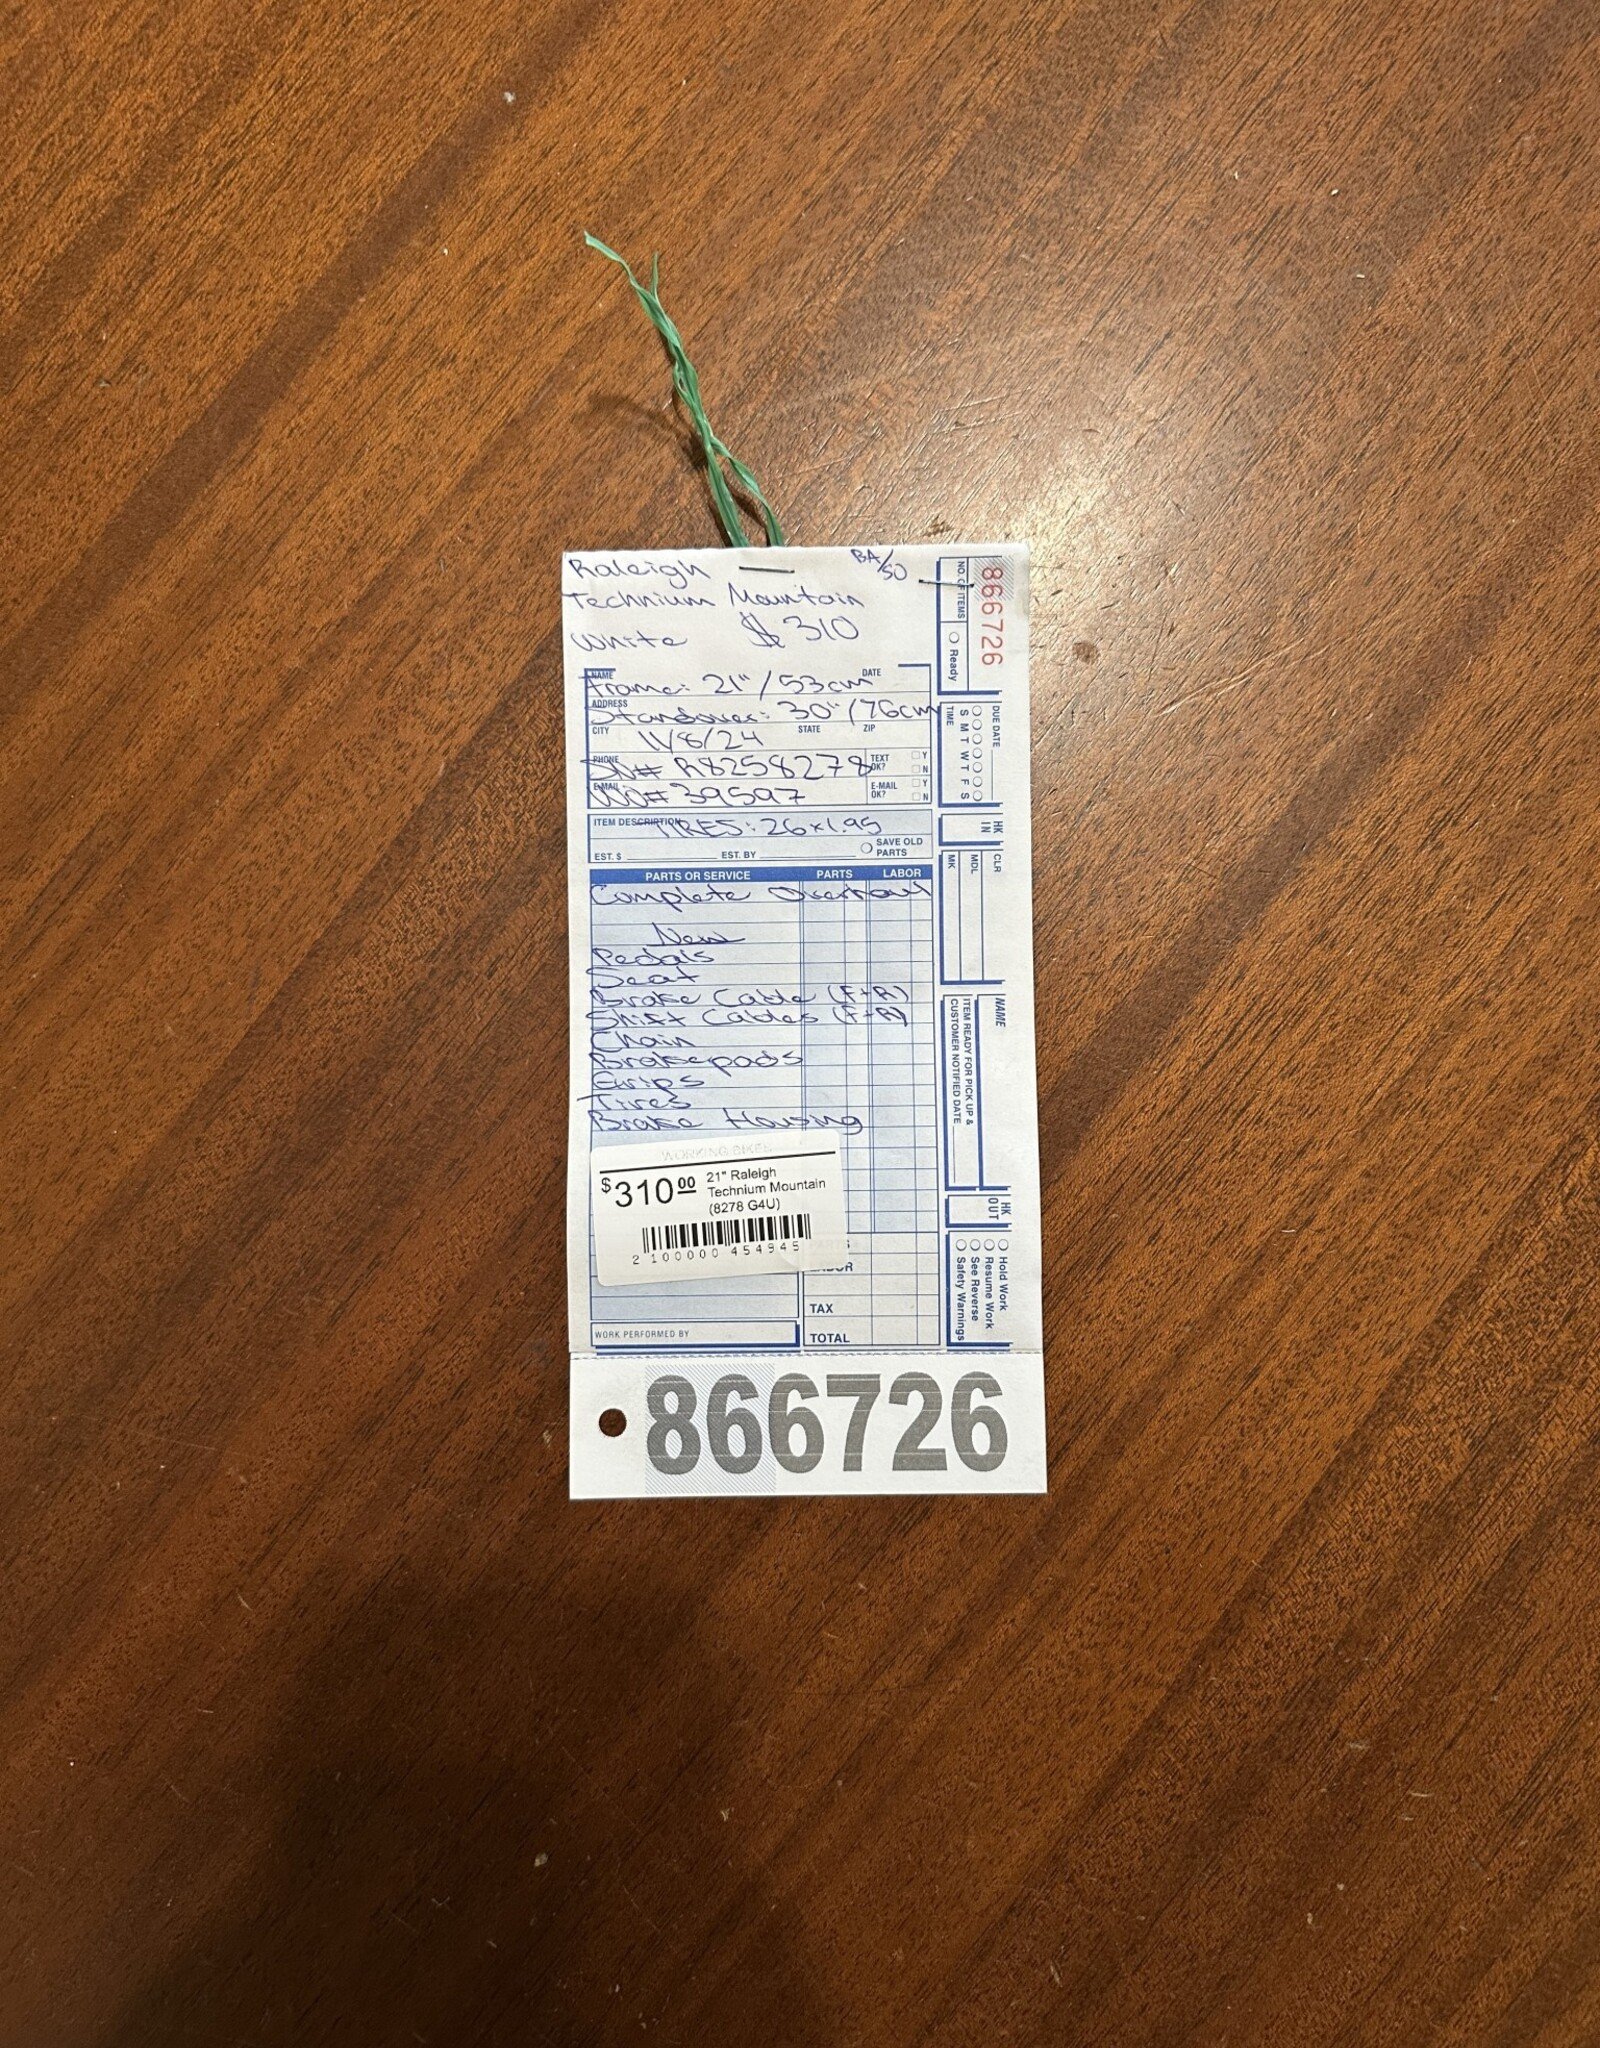 Raleigh
BA/SO
Technium Mountain
White $310
NAME
DATE
Frame: 21"/53cm
ADDRESS
Standover: 30"/76cm
CITY STATE ZIP
11/8/24
PHONE
SN# R8258278
TEXT OK? Y N
E-MAIL
WO# 39597
E-MAIL OK? Y N
ITEM DESCRIPTION
TIRES: 26x1.95
EST. $ EST. BY SAVE OLD PARTS
PARTS OR SERVICE PARTS LABOR
Complete Overhaul
New
Pedals
Seat
Brake Cable (F+R)
Shift Cables (F+R)
Chain
Brakepads
Grips
Tires
Brake Housing
WORKING BIKES
$310.00 21" Raleigh
Technium Mountain
(8278 G4U)
2 100000 454945
LABOR
TAX
TOTAL
WORK PERFORMED BY
866726
866726
NO. OF ITEMS
Ready
DUE DATE
S M T W T F S
TIME
HK IN
CLR
MDL
MK
NAME
ITEM READY FOR PICK UP &
CUSTOMER NOTIFIED DATE
HK OUT
Hold Work
Resume Work
See Reverse
Safety Warnings